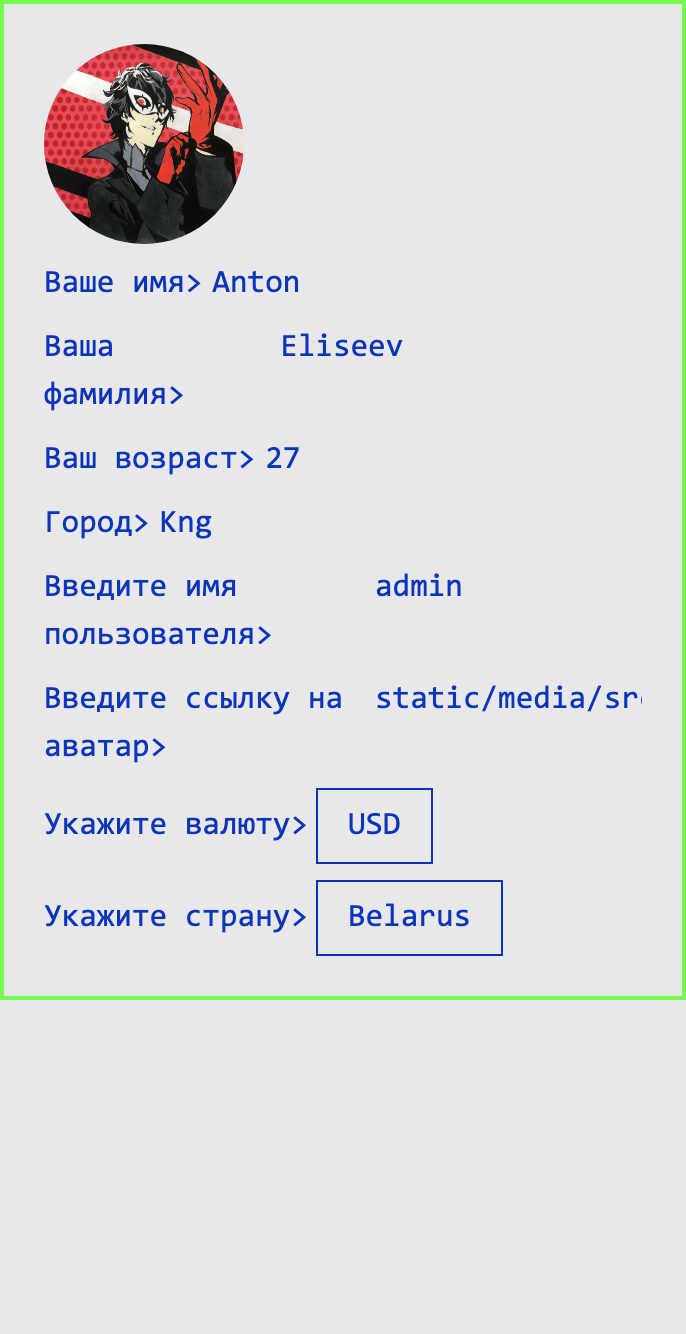 Ваше имя> Anton
Ваша Eliseev
фамилия>
Ваш возраст> 27
Город> Kng
Введите имя admin
пользователя>
Введите ссылку на static/media/sr
аватар>
Укажите валюту> USD
Укажите страну> Belarus